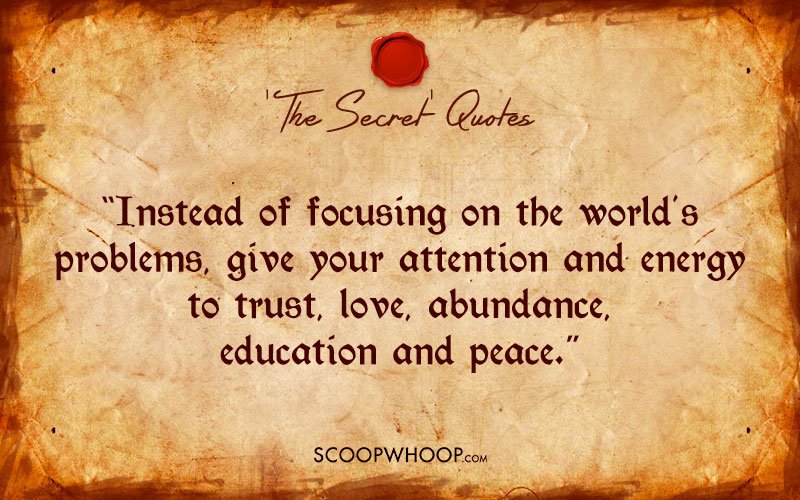 'The Secret' Quotes
“Instead of focusing on the world's
problems, give your attention and energy
to trust, love, abundance,
education and peace.”
SCOOPWHOOP.COM